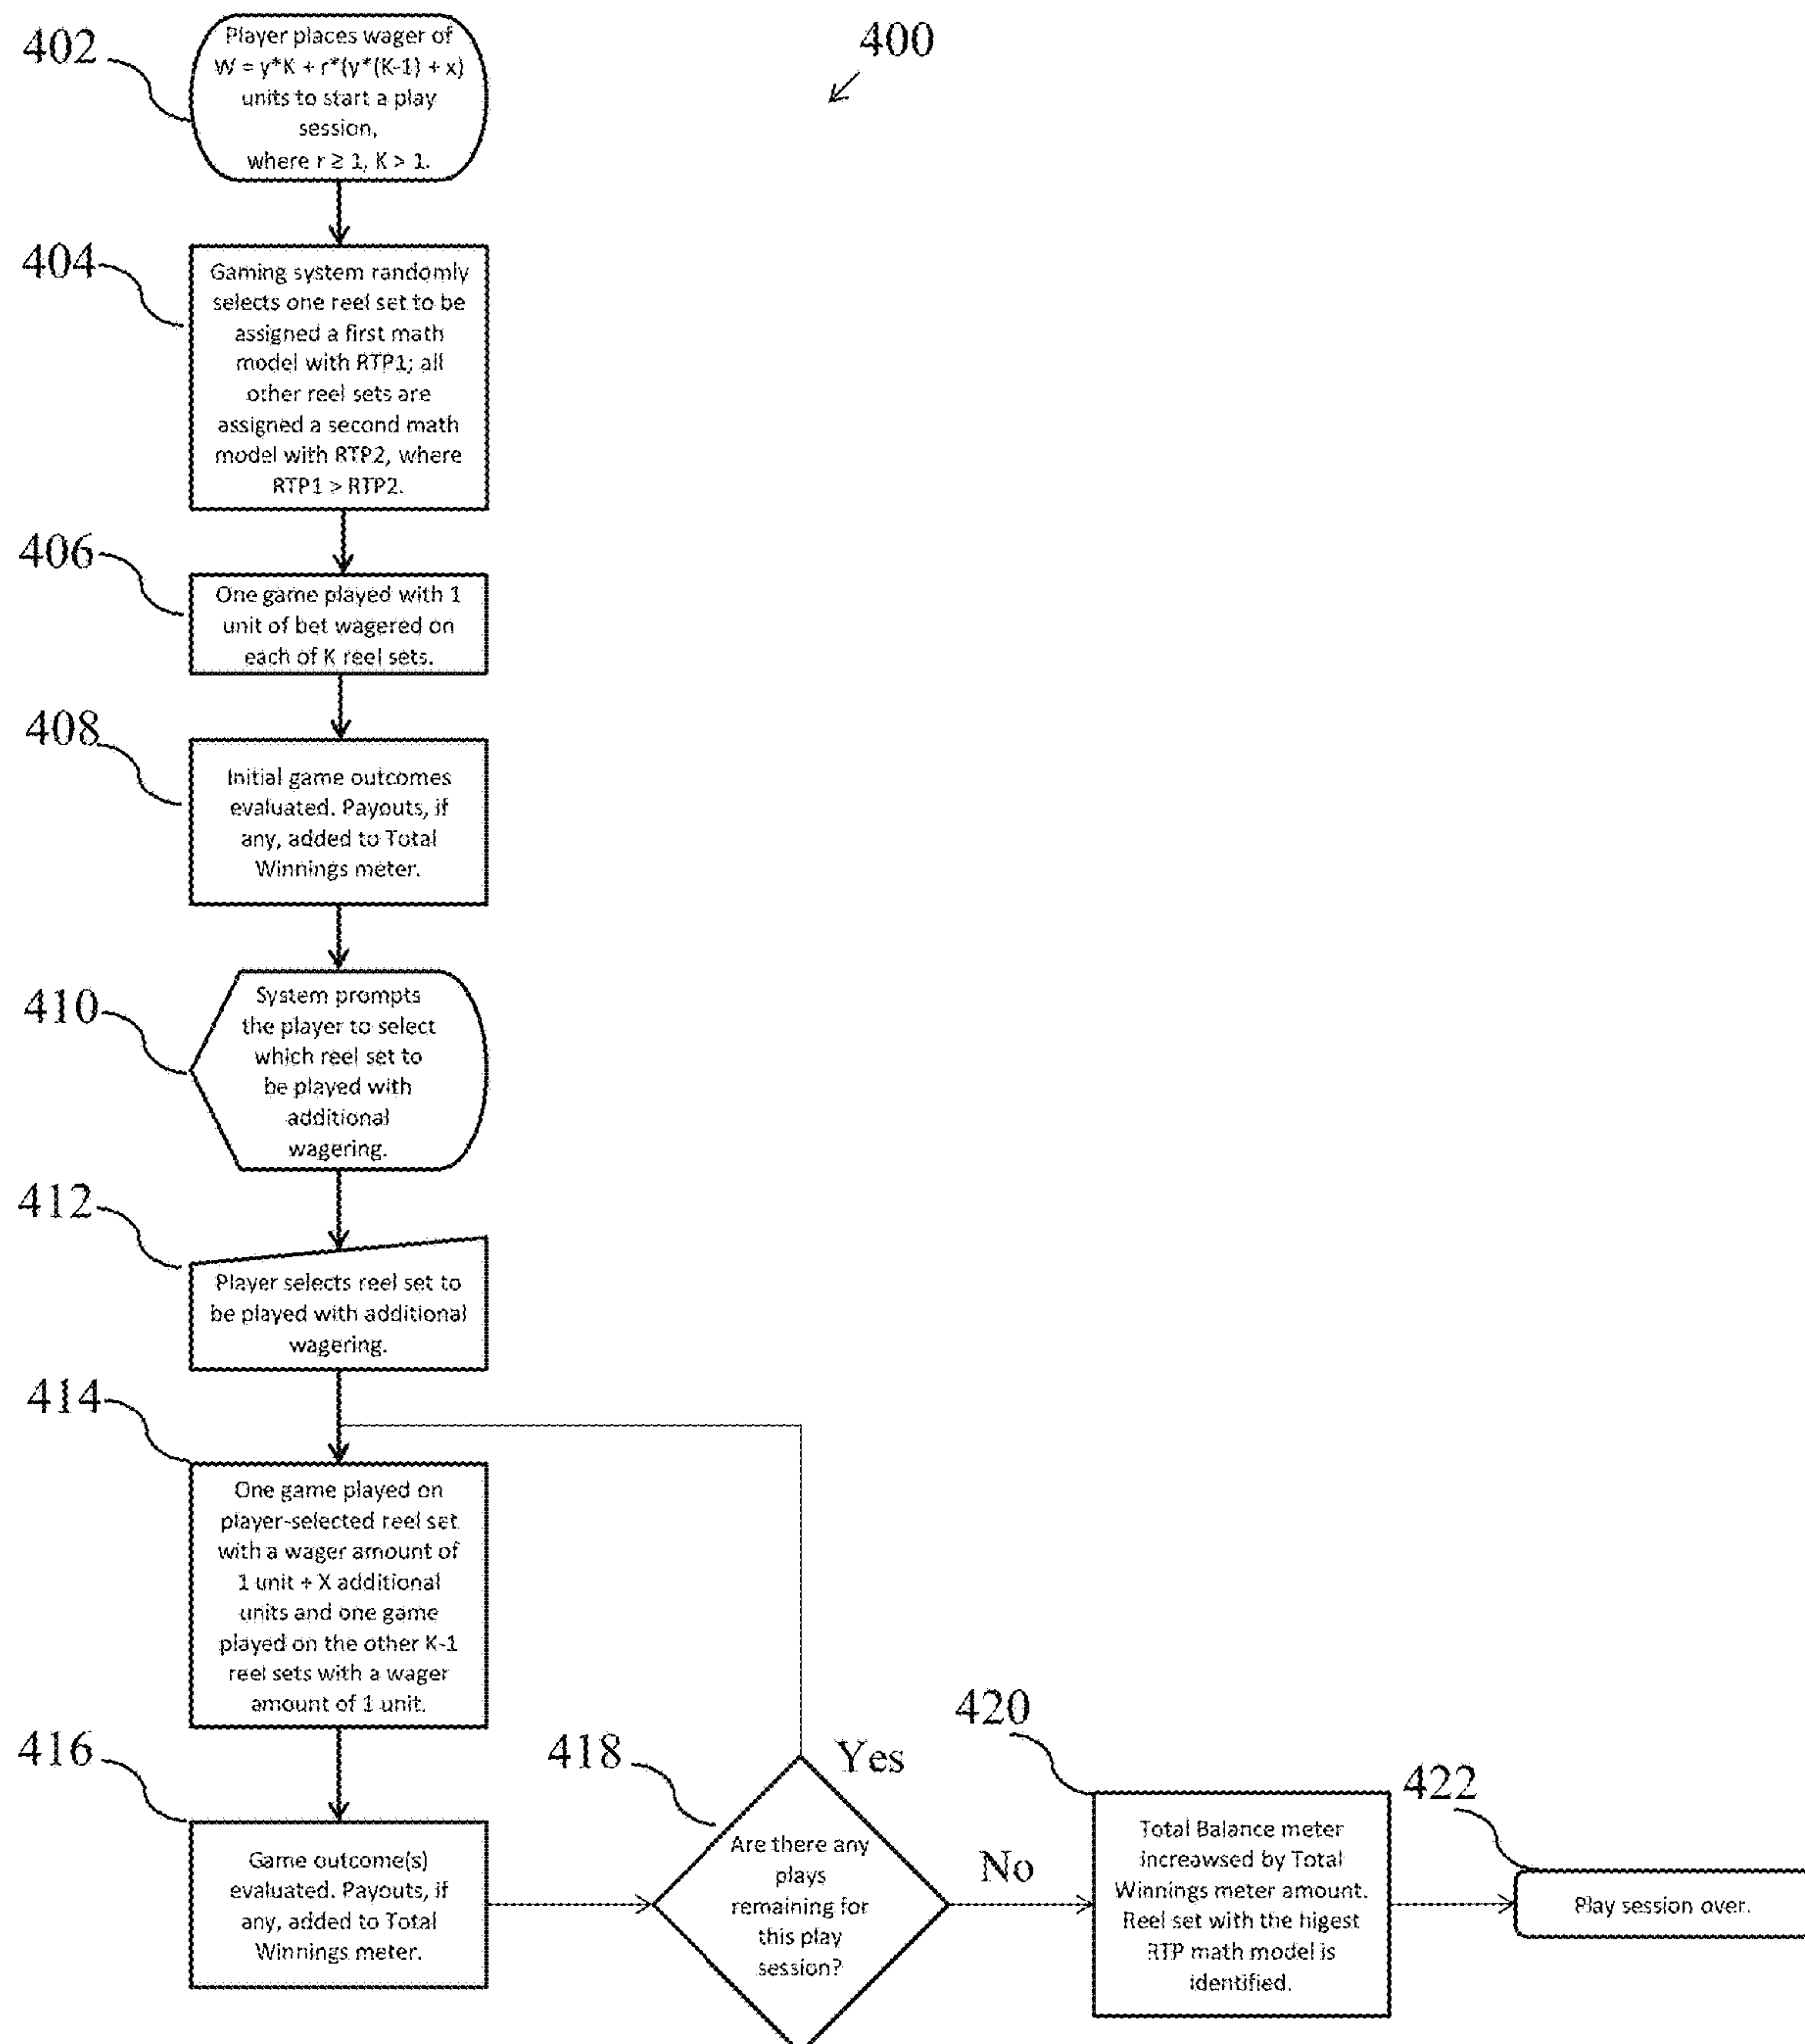 400
402
Player places wager of
W = y*K + r*(y*(K-1) + x)
units to start a play
session,
where r ≥ 1, K > 1.
404
Gaming system randomly
selects one reel set to be
assigned a first math
model with RTP1; all
other reel sets are
assigned a second math
model with RTP2, where
RTP1 > RTP2.
406
One game played with 1
unit of bet wagered on
each of K reel sets.
408
Initial game outcomes
evaluated. Payouts, if
any, added to Total
Winnings meter.
410
System prompts
the player to select
which reel set to
be played with
additional
wagering.
412
Player selects reel set to
be played with additional
wagering.
414
One game played on
player-selected reel set
with a wager amount of
1 unit + X additional
units and one game
played on the other K-1
reel sets with a wager
amount of 1 unit.
416
Game outcome(s)
evaluated. Payouts, if
any, added to Total
Winnings meter.
418
Are there any
plays
remaining for
this play
session?
Yes
No
420
Total Balance meter
increawsed by Total
Winnings meter amount.
Reel set with the higest
RTP math model is
identified.
422
Play session over.